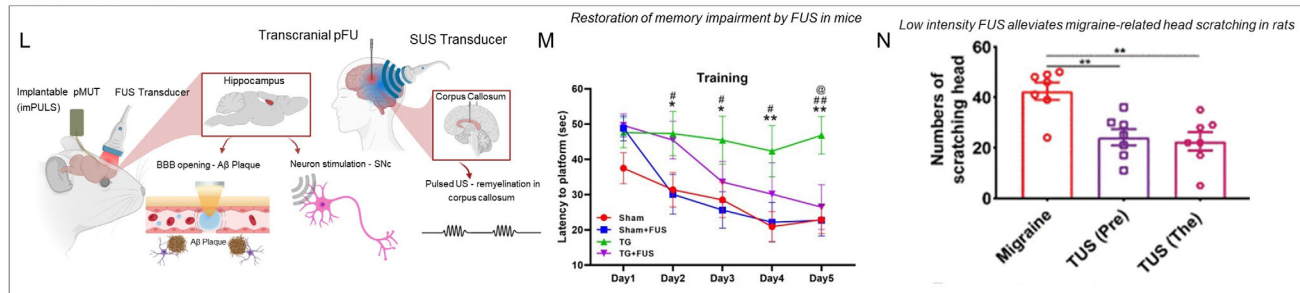 L
Implantable pMUT
(imPULS)
FUS Transducer
Hippocampus
BBB opening - Aβ Plaque
Aβ Plaque
Neuron stimulation - SNc
Transcranial pFU
SUS Transducer
Corpus Callosum
Pulsed US - remyelination in
corpus callosum
M
Restoration of memory impairment by FUS in mice
Training
Latency to platform (sec)
60
50
40
30
20
10
Day1
Day2
Day3
Day4
Day5
#
*
#
*
#
**
@
##
**
Sham
Sham+FUS
TG
TG+FUS
Low intensity FUS alleviates migraine-related head scratching in rats
N
Numbers of
scratching head
60
40
20
0
**
**
Migraine
TUS (Pre)
TUS (The)